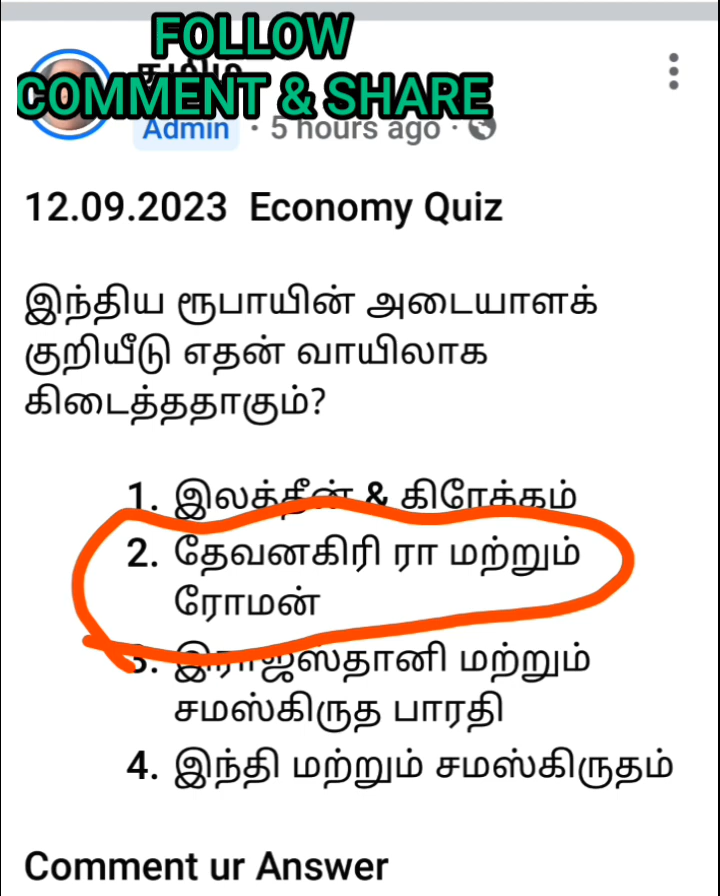 FOLLOW
COMMENT & SHARE
Admin · 5 hours ago ·
12.09.2023 Economy Quiz
இந்திய ரூபாயின் அடையாளக்
குறியீடு எதன் வாயிலாக
கிடைத்ததாகும்?
1. இலத்தீன் & கிரேக்கம்
2. தேவனகிரி ரா மற்றும்
ரோமன்
3. இராஜஸ்தானி மற்றும்
சமஸ்கிருத பாரதி
4. இந்தி மற்றும் சமஸ்கிருதம்
Comment ur Answer